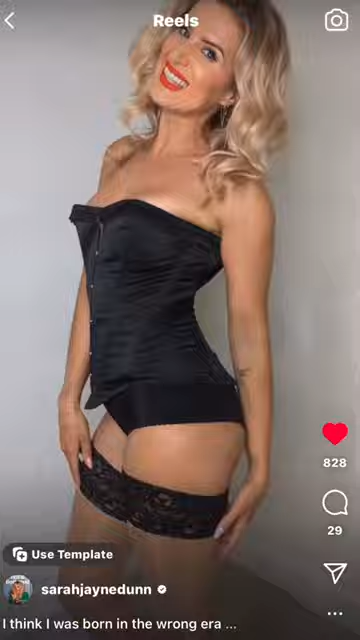 Reels
828
29
Use Template
sarahjaynedunn
I think I was born in the wrong era ...